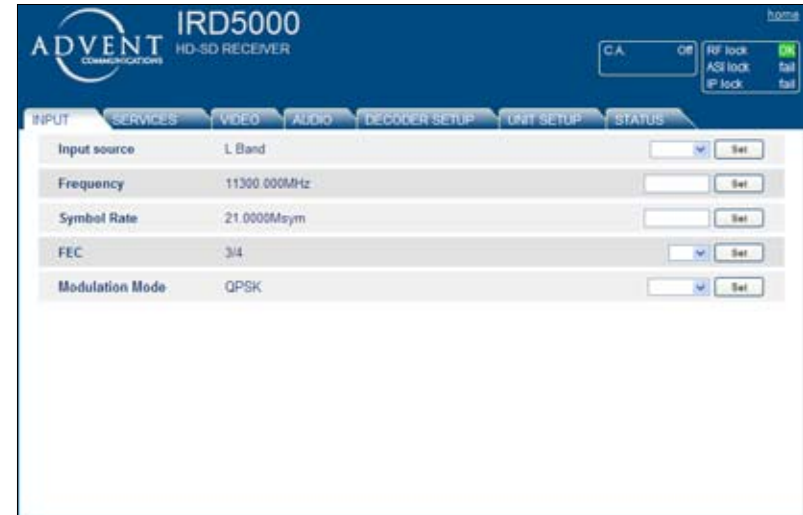 home
ADVENT
COMMUNICATIONS
IRD5000
HD-SD RECEIVER
C.A. Off
RF lock OK
ASI lock fail
IP lock fail
INPUT SERVICES VIDEO AUDIO DECODER SETUP UNIT SETUP STATUS
Input source L Band Set
Frequency 11300.000MHz Set
Symbol Rate 21.0000Msym Set
FEC 3/4 Set
Modulation Mode QPSK Set